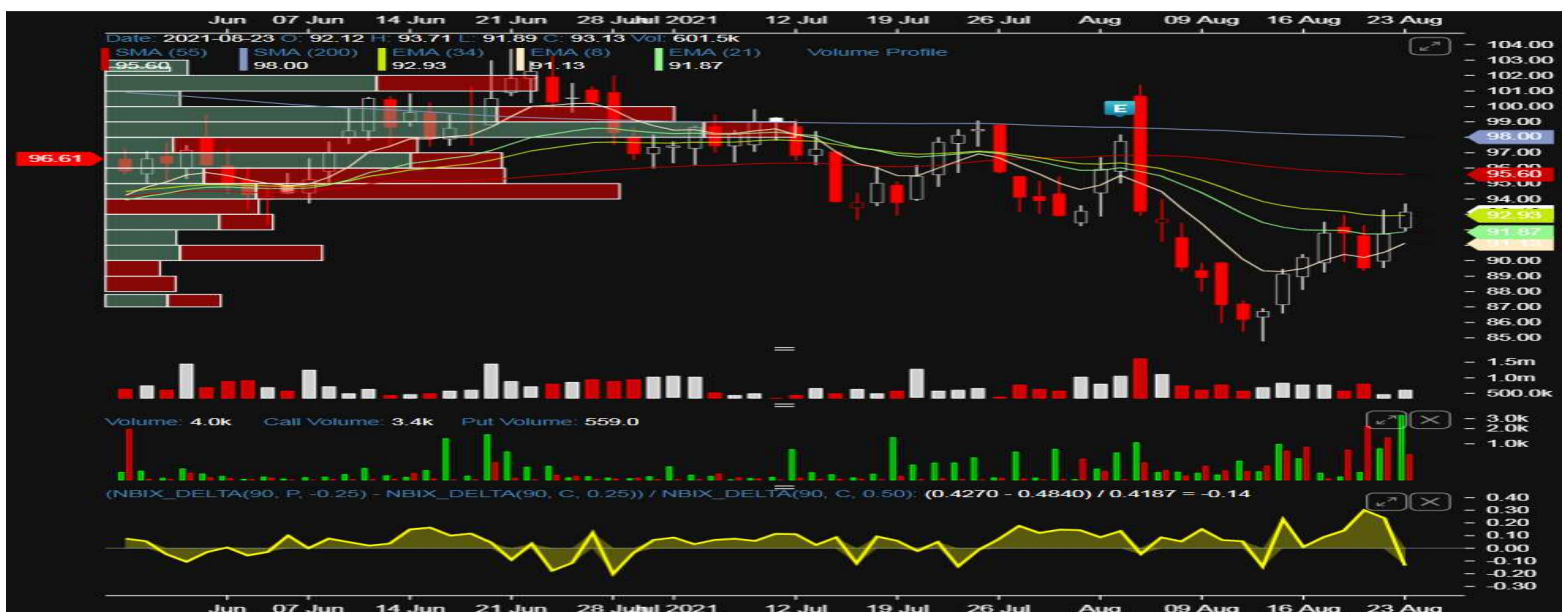 Jun 07 Jun 14 Jun 21 Jun 28 Jun Jul 2021 12 Jul 19 Jul 26 Jul Aug 09 Aug 16 Aug 23 Aug
Date: 2021-08-23 O: 92.12 H: 93.71 L: 91.89 C: 93.13 Vol: 601.5k
SMA (55) SMA (200) EMA (34) EMA (8) EMA (21) Volume Profile
95.60 98.00 92.93 91.13 91.87
104.00
103.00
102.00
101.00
100.00
E
99.00
98.00
97.00
96.61
95.60
95.00
94.00
92.93
91.87
91.13
90.00
89.00
88.00
87.00
86.00
85.00
1.5m
1.0m
500.0k
Volume: 4.0k Call Volume: 3.4k Put Volume: 559.0
3.0k
2.0k
1.0k
(NBIX_DELTA(90, P, -0.25) - NBIX_DELTA(90, C, 0.25)) / NBIX_DELTA(90, C, 0.50): (0.4270 - 0.4840) / 0.4187 = -0.14
0.40
0.30
0.20
0.10
0.00
-0.10
-0.20
-0.30
Jun 07 Jun 14 Jun 21 Jun 28 Jun Jul 2021 12 Jul 19 Jul 26 Jul Aug 09 Aug 16 Aug 23 Aug